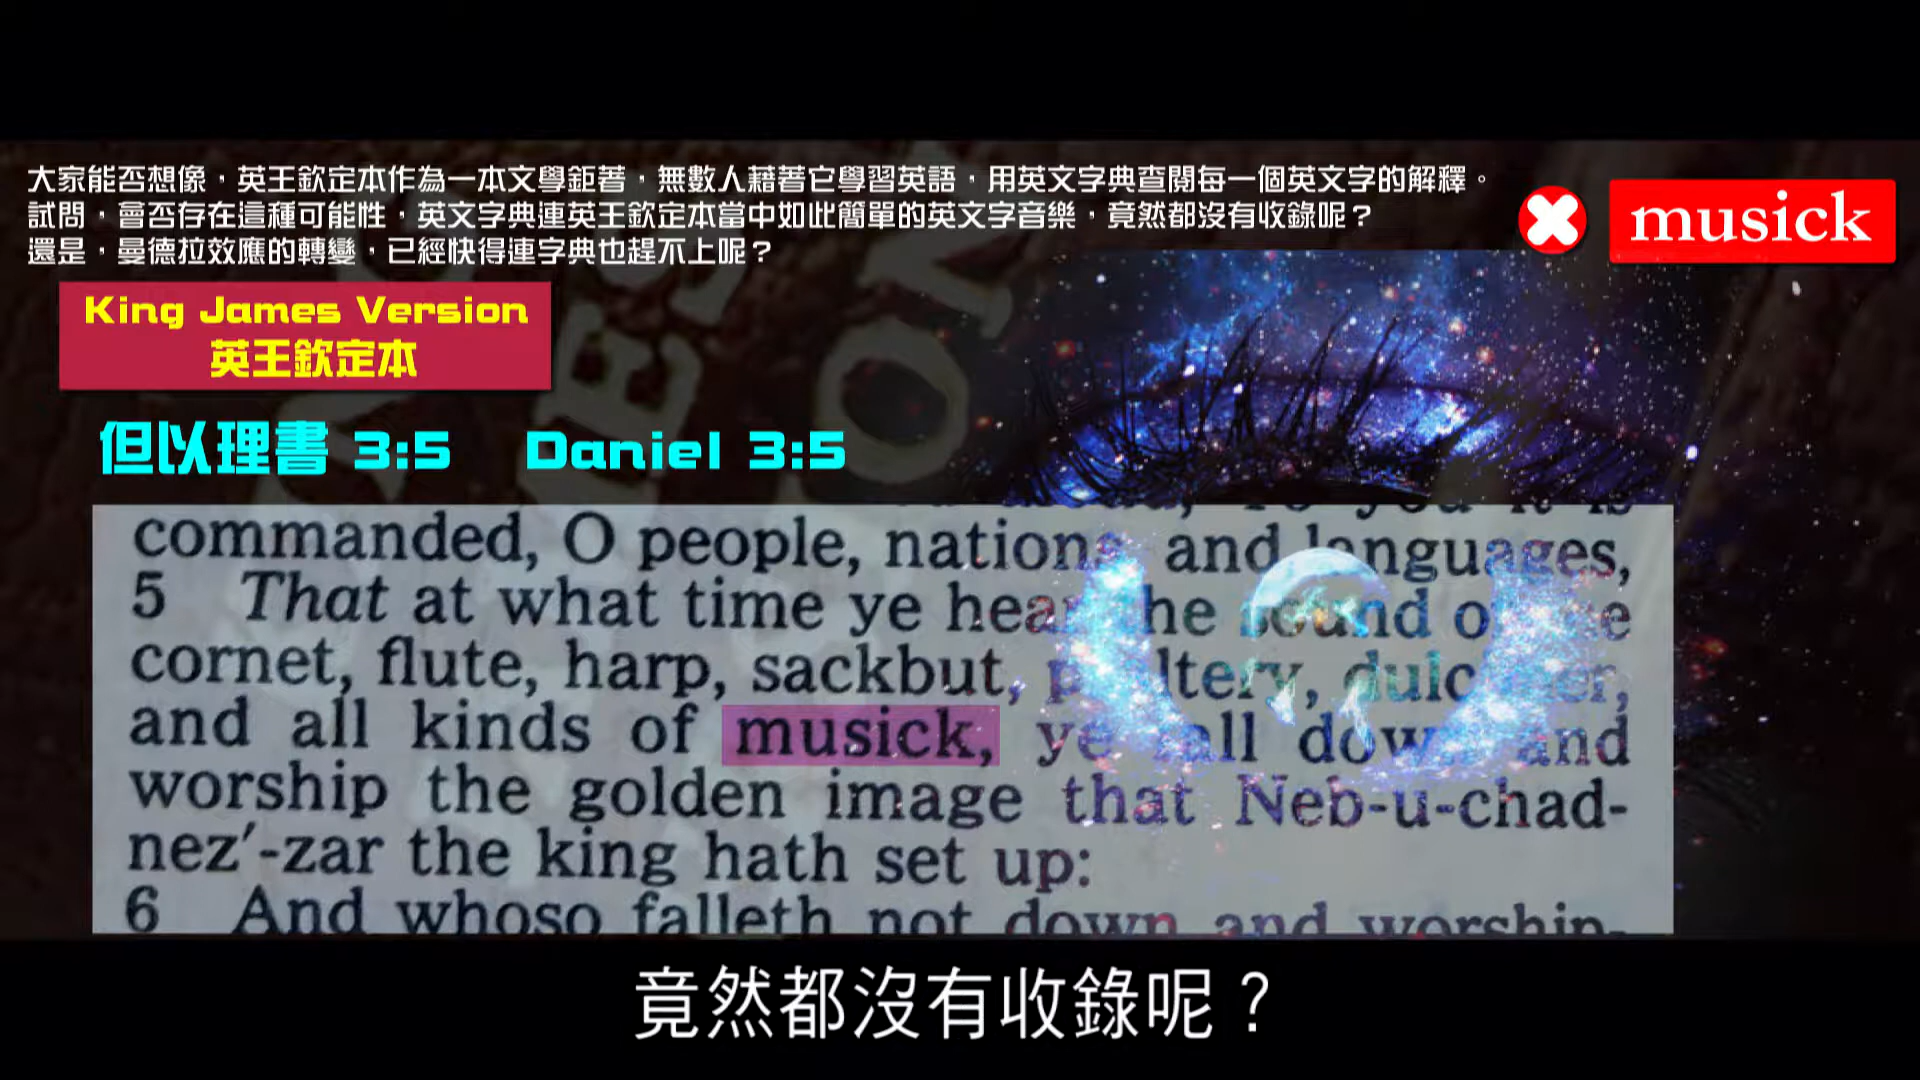 大家能否想像，英王欽定本作為一本文學鉅著，無數人藉著它學習英語，用英文字典查閱每一個英文字的解釋。
試問，會否存在這種可能性，英文字典連英王欽定本當中如此簡單的英文字音樂，竟然都沒有收錄呢？
還是，曼德拉效應的轉變，已經快得連字典也趕不上呢？
musick
King James Version
英王欽定本
但以理書 3:5 Daniel 3:5
commanded, O people, nations, and languages,
5 That at what time ye hear the sound of the
cornet, flute, harp, sackbut, psaltery, dulcimer,
and all kinds of musick, ye fall down and
worship the golden image that Neb-u-chad-
nez′-zar the king hath set up:
6 And whoso falleth not down and worship-
竟然都沒有收錄呢？